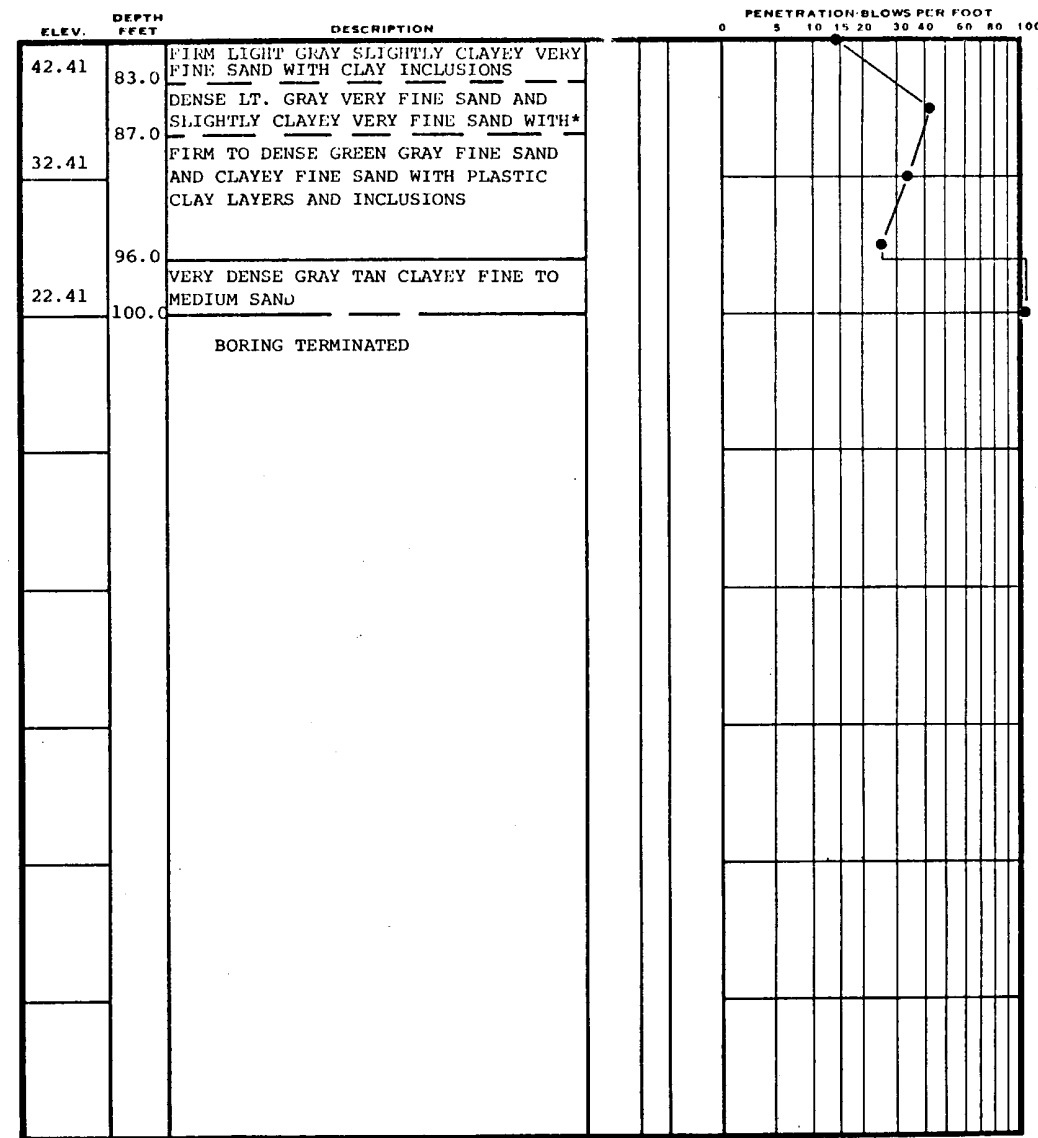 ELEV.
DEPTH
FEET
DESCRIPTION
PENETRATION-BLOWS PER FOOT
0 5 10 15 20 30 40 60 80 100
42.41
83.0
FIRM LIGHT GRAY SLIGHTLY CLAYEY VERY
FINE SAND WITH CLAY INCLUSIONS
DENSE LT. GRAY VERY FINE SAND AND
SLIGHTLY CLAYEY VERY FINE SAND WITH*
87.0
32.41
FIRM TO DENSE GREEN GRAY FINE SAND
AND CLAYEY FINE SAND WITH PLASTIC
CLAY LAYERS AND INCLUSIONS
96.0
22.41
VERY DENSE GRAY TAN CLAYEY FINE TO
MEDIUM SAND
100.0
BORING TERMINATED